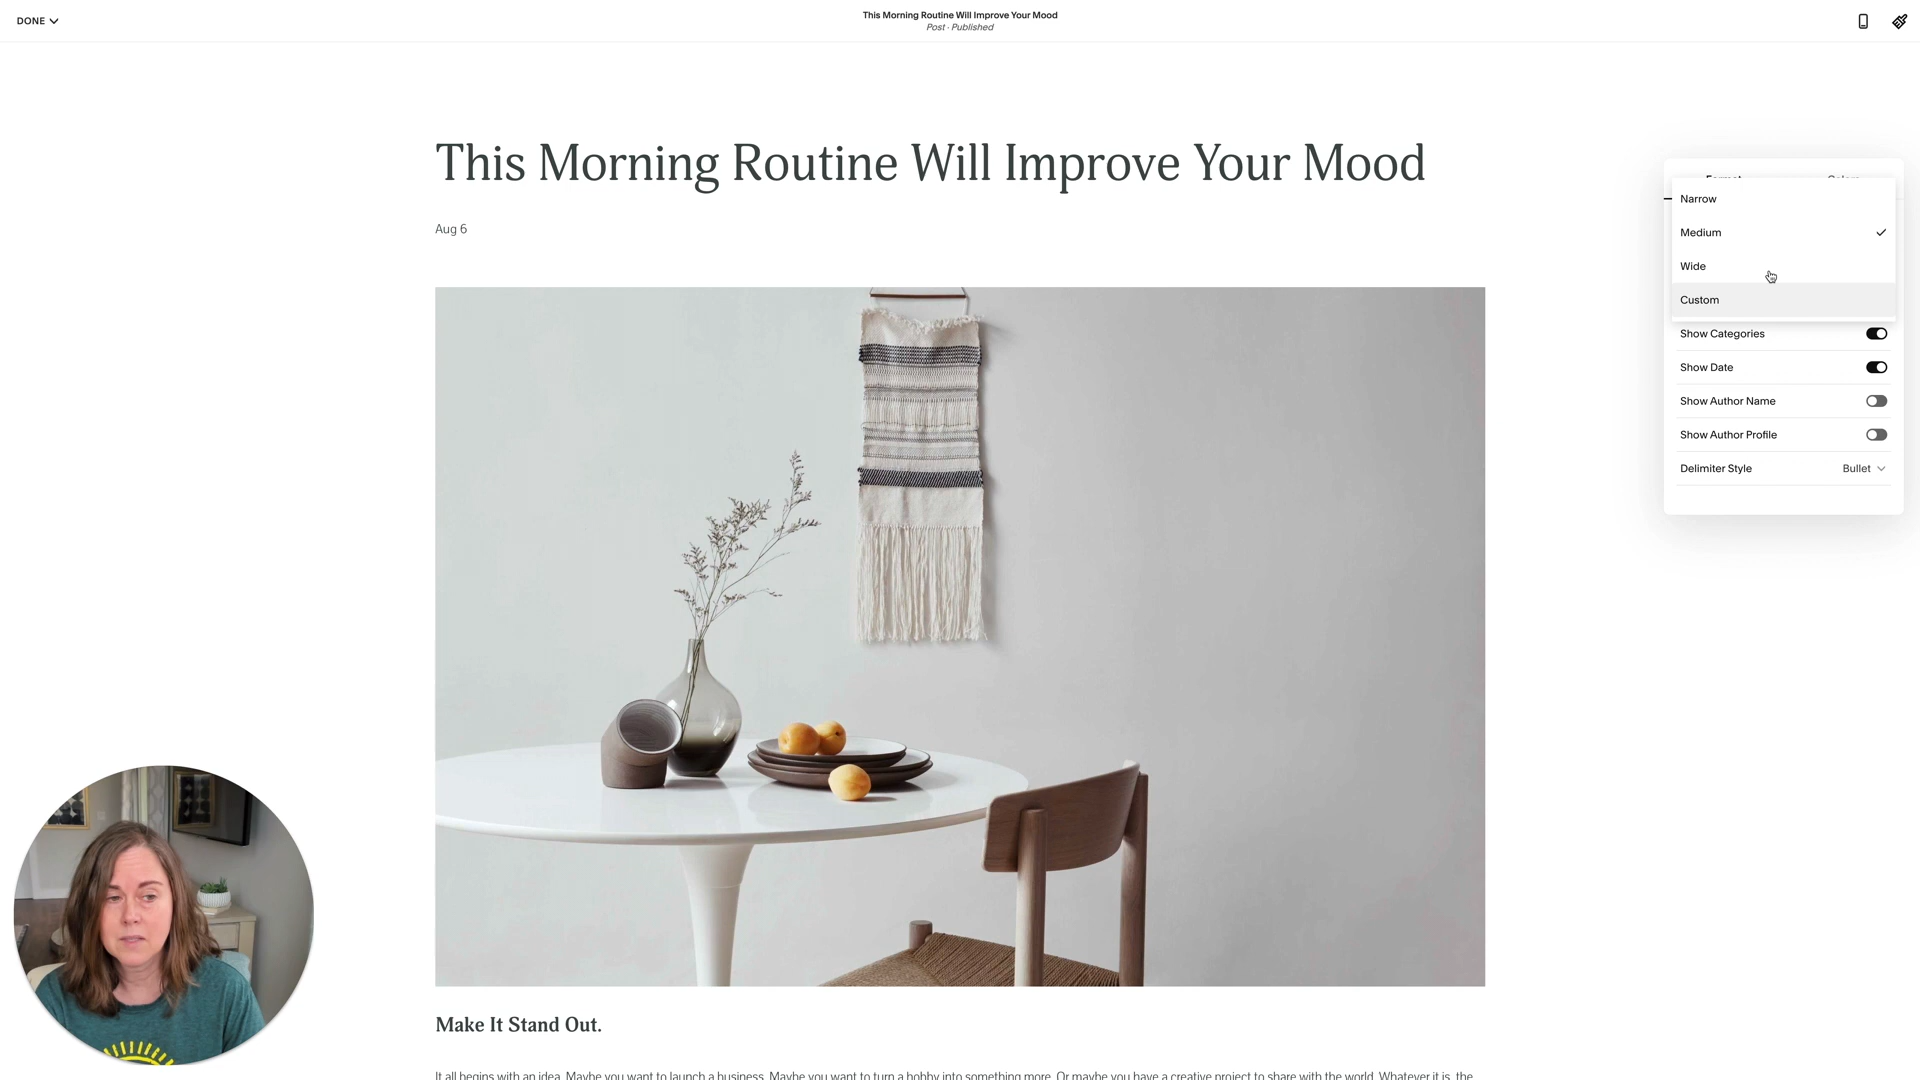 DONE
This Morning Routine Will Improve Your Mood
Post · Published
This Morning Routine Will Improve Your Mood
Aug 6
Narrow
Medium
Wide
Custom
Show Categories
Show Date
Show Author Name
Show Author Profile
Delimiter Style Bullet
Make It Stand Out.
It all begins with an idea. Maybe you want to launch a business. Maybe you want to turn a hobby into something more. Or maybe you have a creative project to share with the world. Whatever it is, the